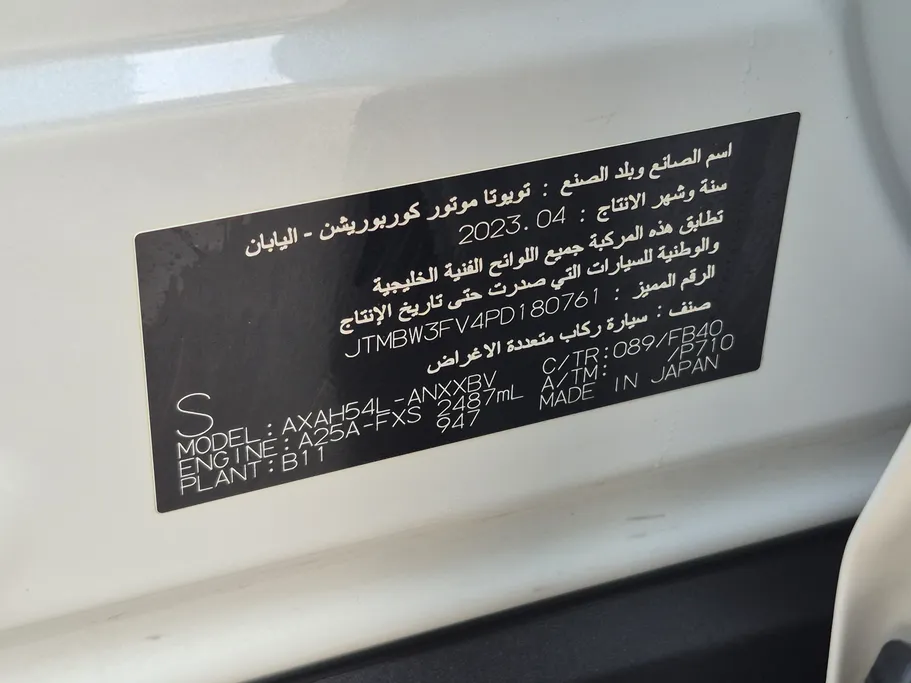 اسم الصانع وبلد الصنع : تويوتا موتور كوربوريشن - اليابان
سنة وشهر الانتاج : 2023.04
تطابق هذه المركبة جميع اللوائح الفنية الخليجية
والوطنية للسيارات التي صدرت حتى تاريخ الإنتاج
الرقم المميز : JTMBW3FV4PD180761
صنف : سيارة ركاب متعددة الاغراض
S
MODEL:AXAH54L-ANXXBV C/TR:089/FB40
ENGINE:A25A-FXS 2487mL A/TM: /P710
PLANT:B11 947 MADE IN JAPAN